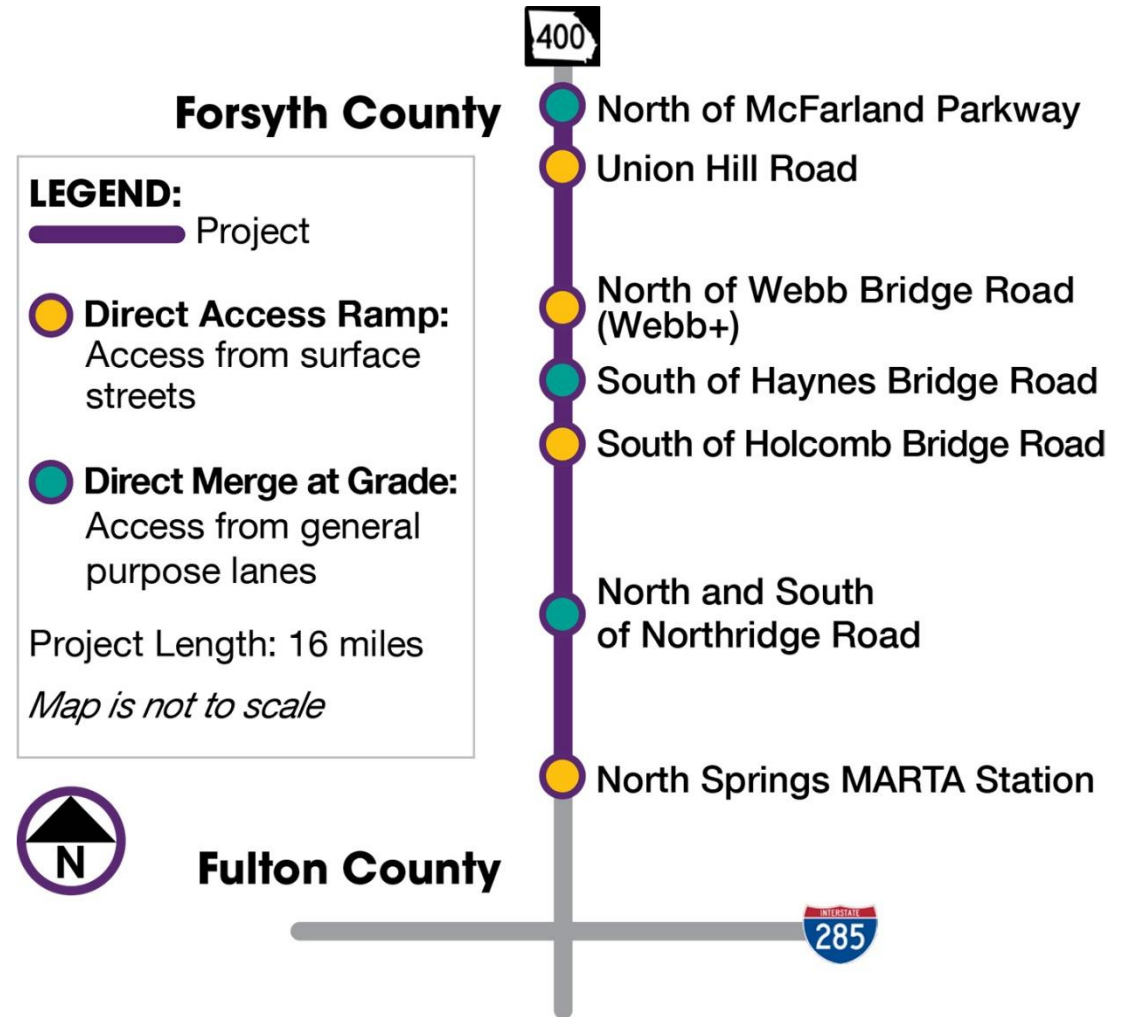 400
Forsyth County
North of McFarland Parkway
Union Hill Road
North of Webb Bridge Road
(Webb+)
South of Haynes Bridge Road
South of Holcomb Bridge Road
North and South
of Northridge Road
North Springs MARTA Station
LEGEND:
Project
Direct Access Ramp:
Access from surface
streets
Direct Merge at Grade:
Access from general
purpose lanes
Project Length: 16 miles
Map is not to scale
N
Fulton County
INTERSTATE
285